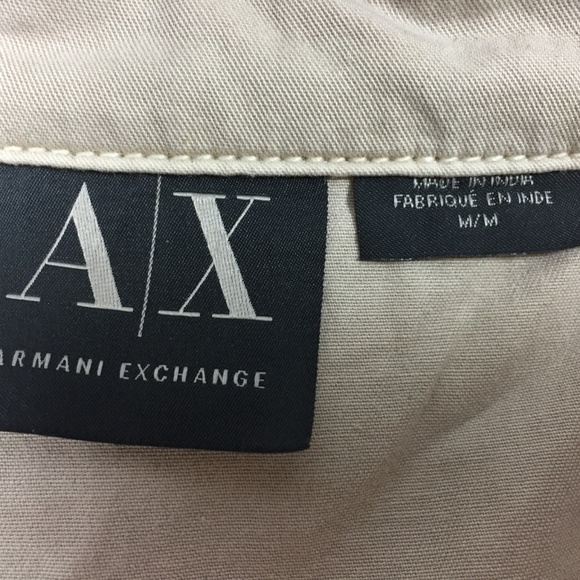 A|X
ARMANI EXCHANGE
MADE IN INDIA
FABRIQUÉ EN INDE
M/M